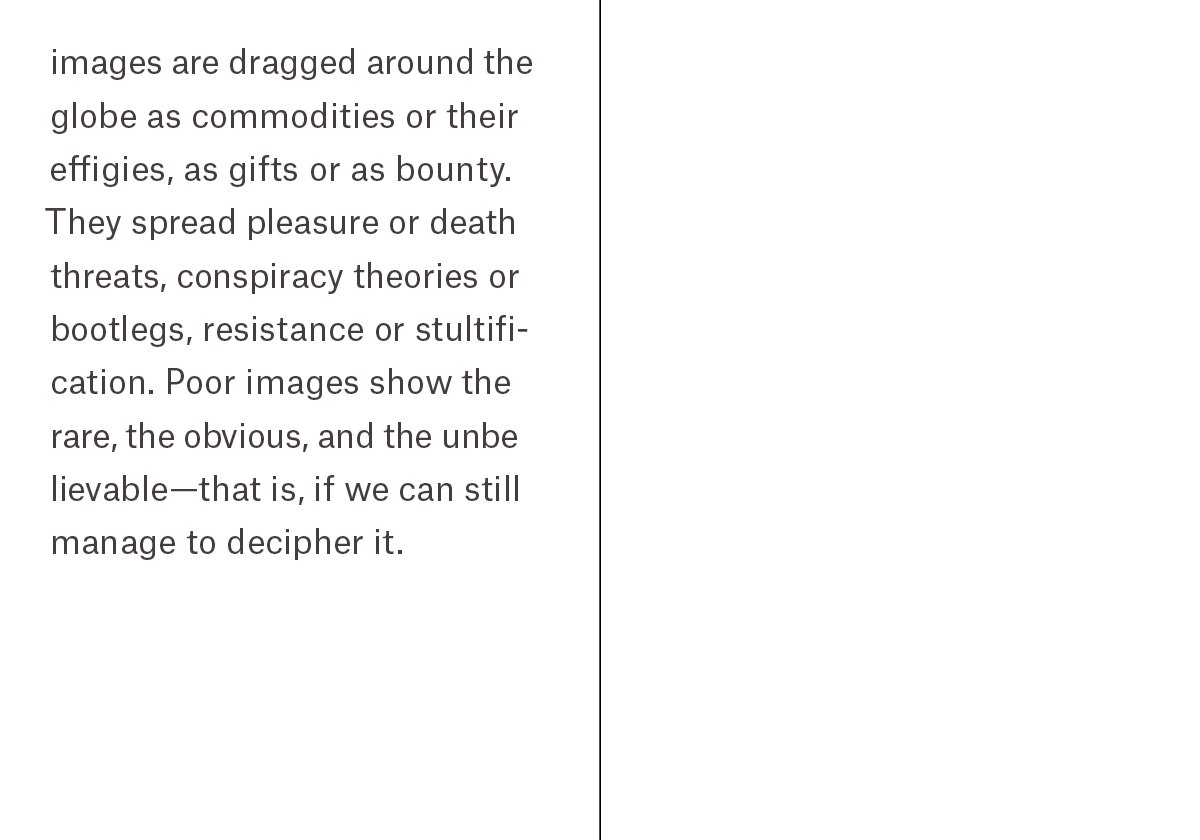 images are dragged around the
globe as commodities or their
effigies, as gifts or as bounty.
They spread pleasure or death
threats, conspiracy theories or
bootlegs, resistance or stultifi-
cation. Poor images show the
rare, the obvious, and the unbe
lievable—that is, if we can still
manage to decipher it.